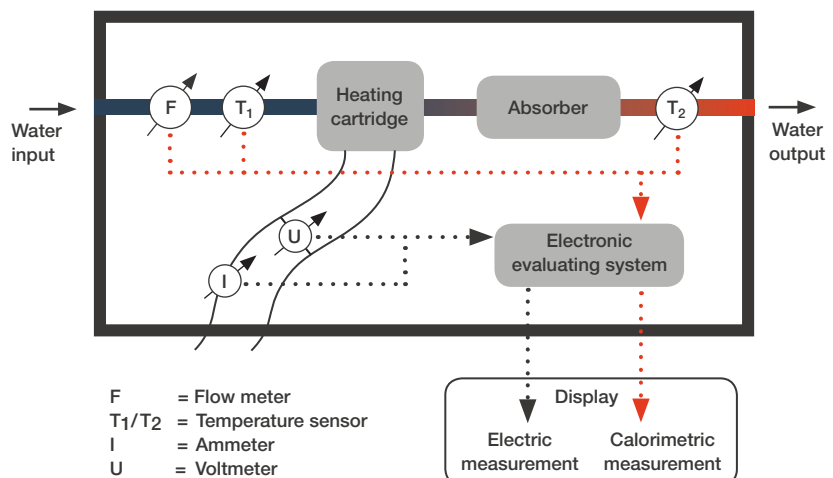 Water
input
F
T1
Heating
cartridge
Absorber
T2
Water
output
U
I
Electronic
evaluating system
F = Flow meter
T1/T2 = Temperature sensor
I = Ammeter
U = Voltmeter
Display
Electric
measurement
Calorimetric
measurement